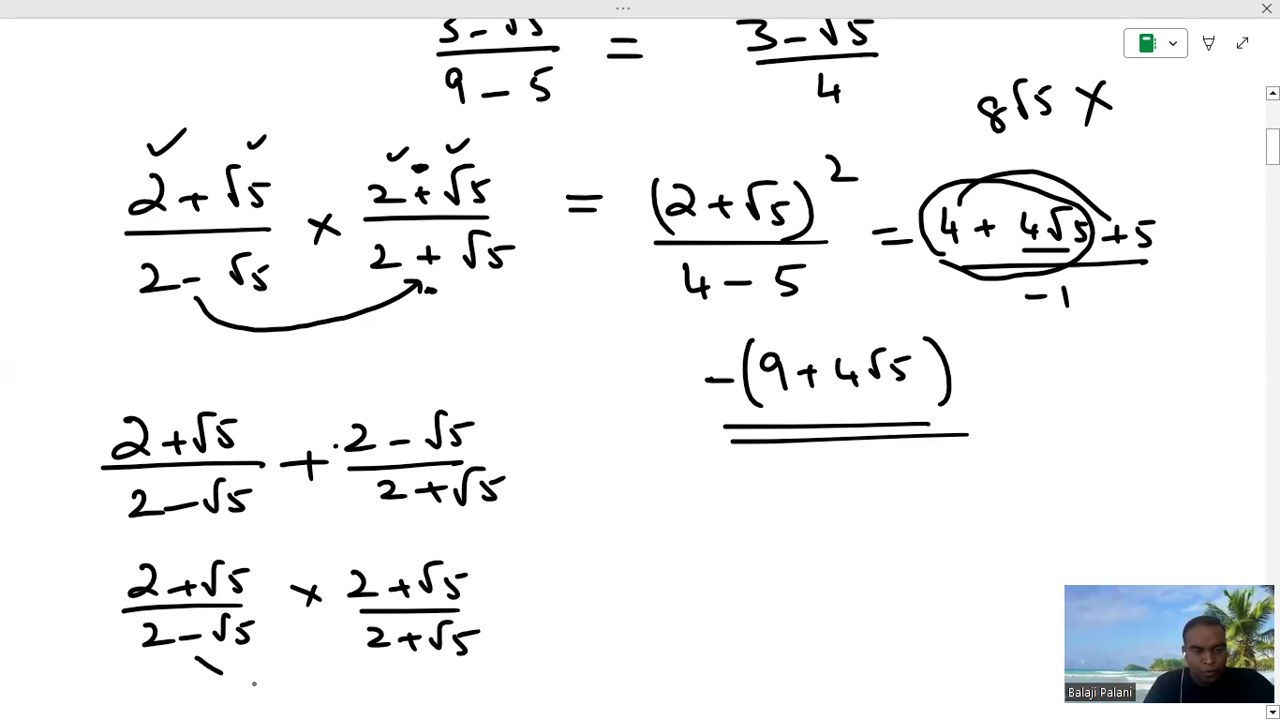 3 - √5 / 9 - 5 = 3 - √5 / 4
8√5 ×
2 + √5 / 2 - √5 × 2 + √5 / 2 + √5 = (2 + √5)² / 4 - 5 = 4 + 4√5 + 5 / -1
-(9 + 4√5)
2 + √5 / 2 - √5 + 2 - √5 / 2 + √5
2 + √5 / 2 - √5 × 2 + √5 / 2 + √5
Balaji Palani